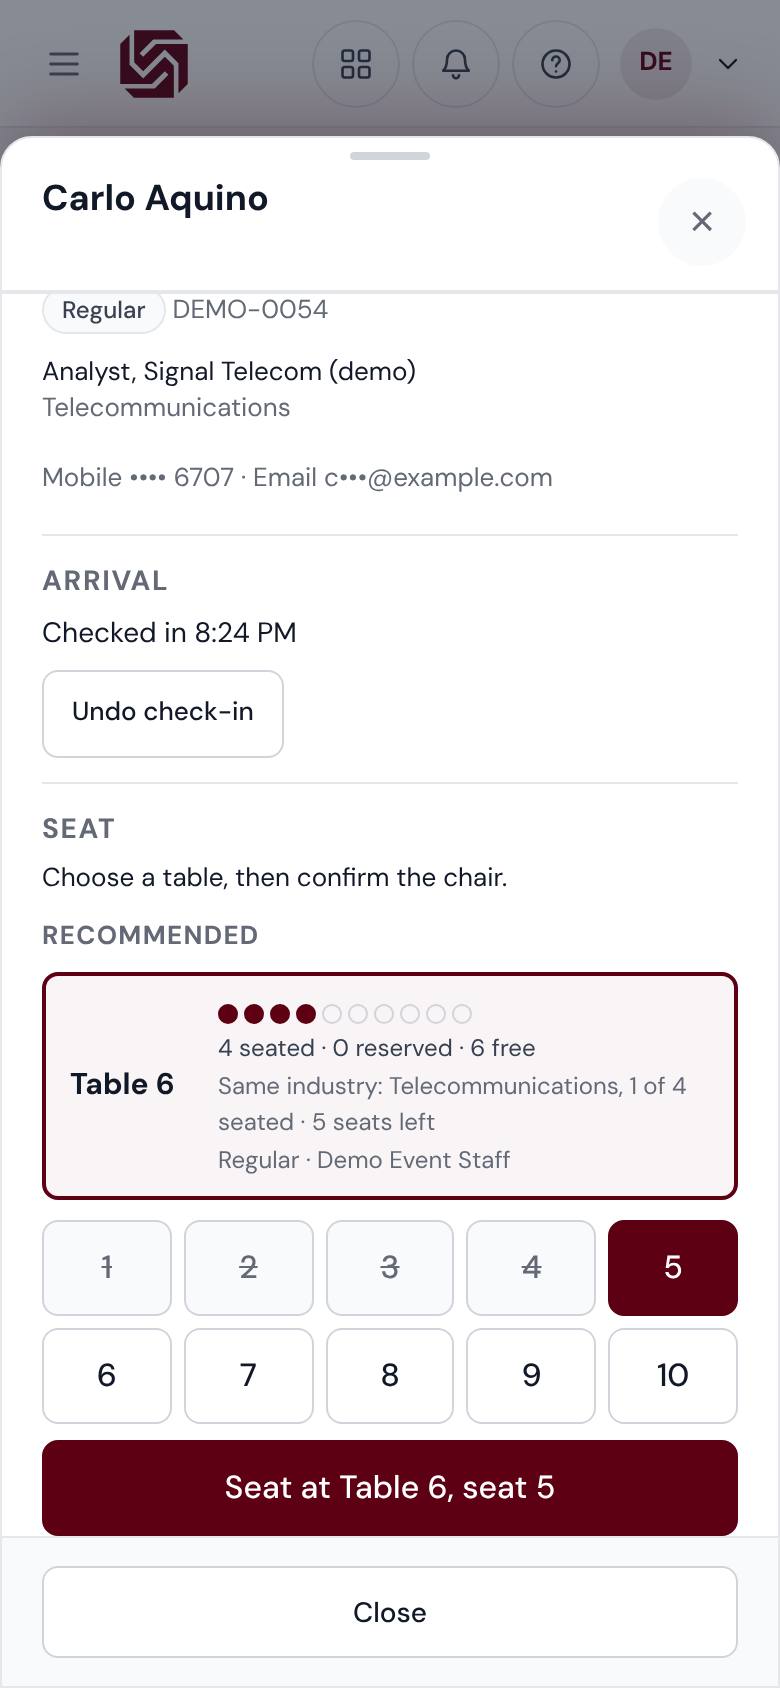 DE
Carlo Aquino
Regular DEMO-0054
Analyst, Signal Telecom (demo)
Telecommunications
Mobile •••• 6707 · Email c•••@example.com
ARRIVAL
Checked in 8:24 PM
Undo check-in
SEAT
Choose a table, then confirm the chair.
RECOMMENDED
4 seated · 0 reserved · 6 free
Table 6
Same industry: Telecommunications, 1 of 4
seated · 5 seats left
Regular · Demo Event Staff
1 2 3 4 5
6 7 8 9 10
Seat at Table 6, seat 5
Close